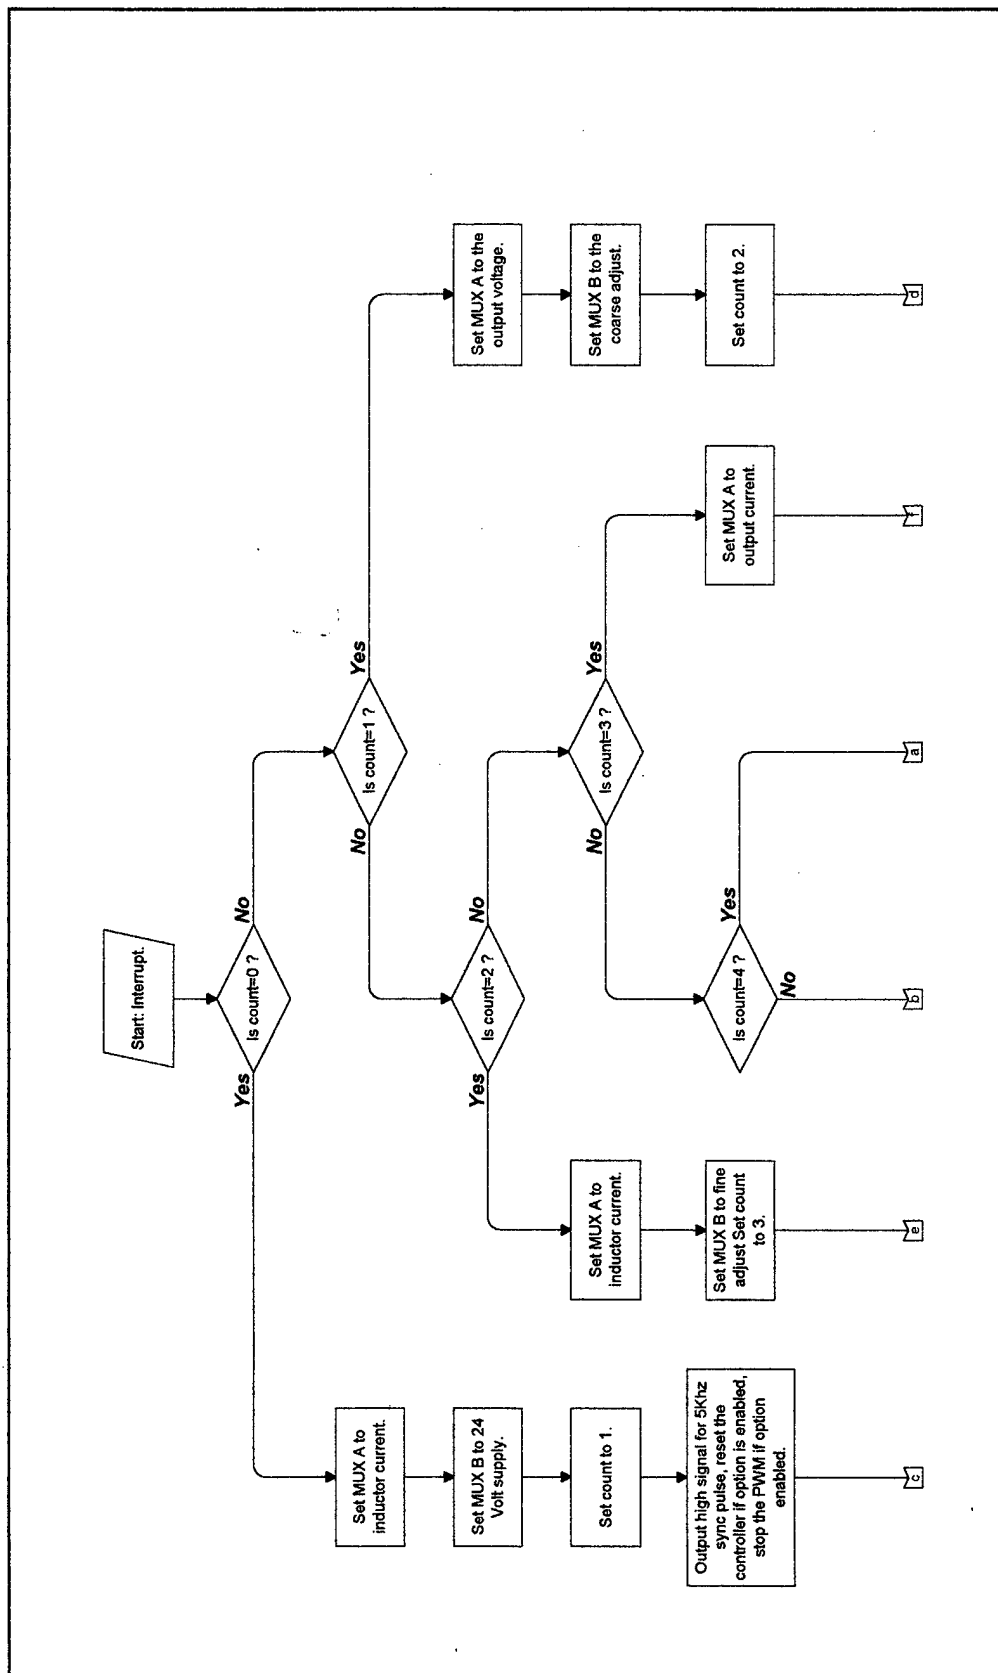 Start: Interrupt.
Is count=0 ?
Yes
No
Is count=1 ?
No
Yes
Set MUX A to
inductor current.
Set MUX B to 24
Volt supply.
Set count to 1.
Output high signal for 5Khz
sync pulse, reset the
controller if option is enabled,
stop the PWM if option
enabled.
c
Is count=2 ?
Yes
No
Set MUX A to
inductor current.
Set MUX B to fine
adjust Set count
to 3.
e
Is count=3 ?
No
Yes
Is count=4 ?
Yes
No
b
a
Set MUX A to
output current.
f
Set MUX A to the
output voltage.
Set MUX B to the
coarse adjust.
Set count to 2.
d